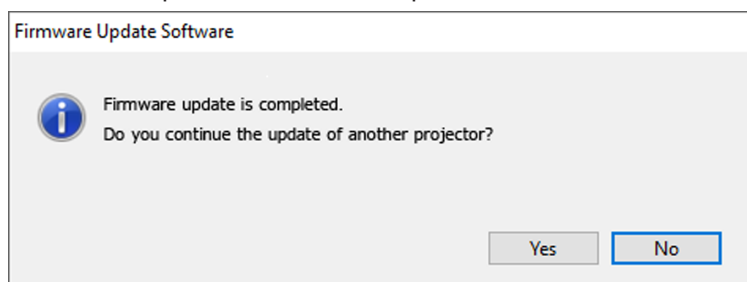 Firmware Update Software
Firmware update is completed.
Do you continue the update of another projector?
Yes
No